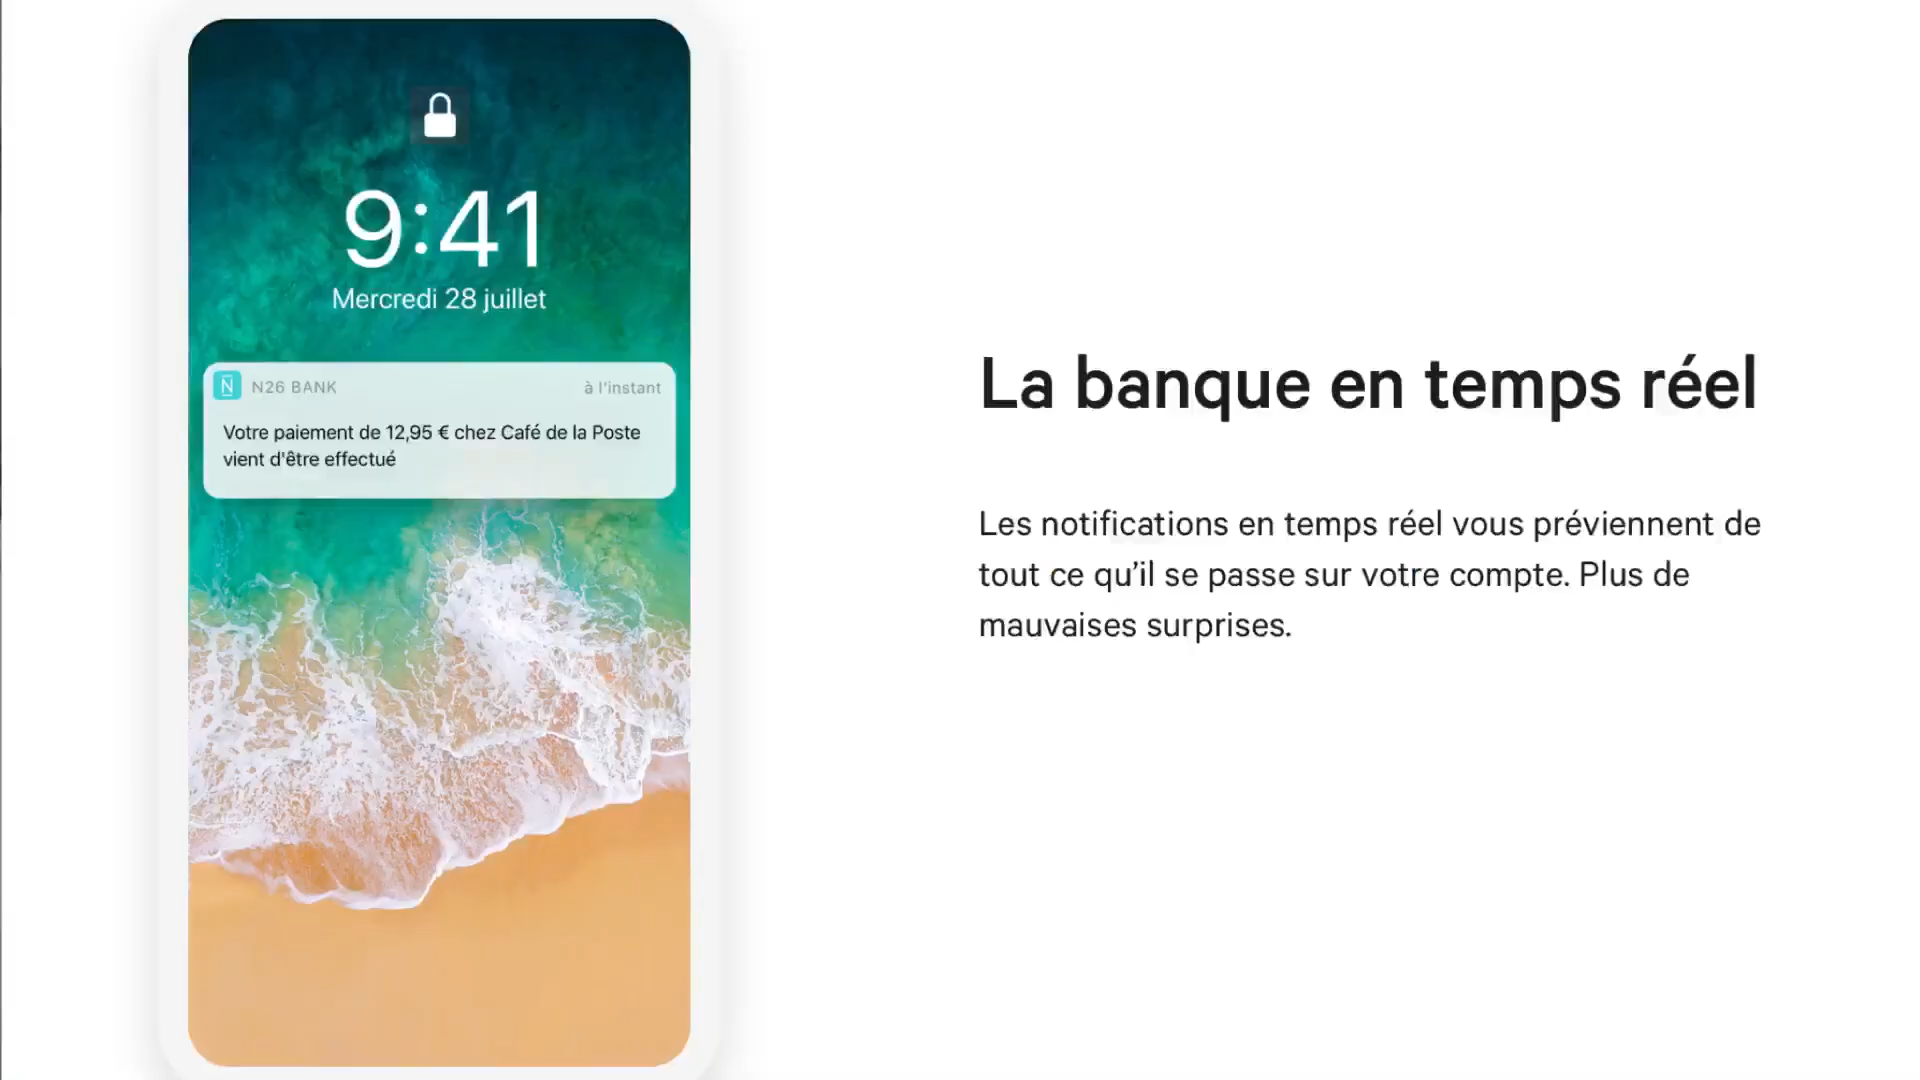 9:41
Mercredi 28 juillet
N26 BANK
à l'instant
Votre paiement de 12,95 € chez Café de la Poste
vient d'être effectué
La banque en temps réel
Les notifications en temps réel vous préviennent de
tout ce qu’il se passe sur votre compte. Plus de
mauvaises surprises.